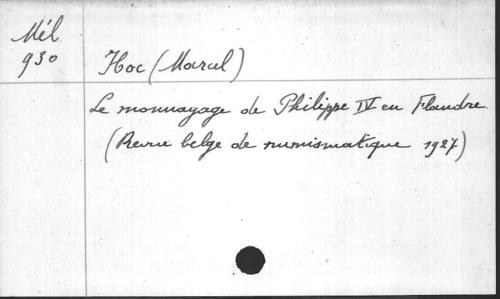 Mél
930
Hoc (Marcel)
Le monnayage de Philippe IV en Flandre
(Revue belge de numismatique 1927)